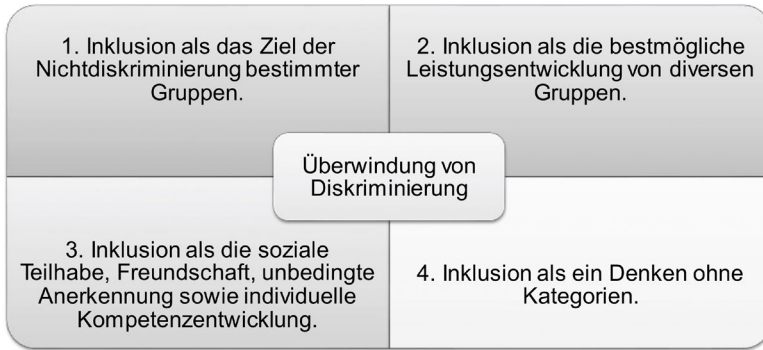 1. Inklusion als das Ziel der
Nichtdiskriminierung bestimmter
Gruppen.
2. Inklusion als die bestmögliche
Leistungsentwicklung von diversen
Gruppen.
Überwindung von
Diskriminierung
3. Inklusion als die soziale
Teilhabe, Freundschaft, unbedingte
Anerkennung sowie individuelle
Kompetenzentwicklung.
4. Inklusion als ein Denken ohne
Kategorien.